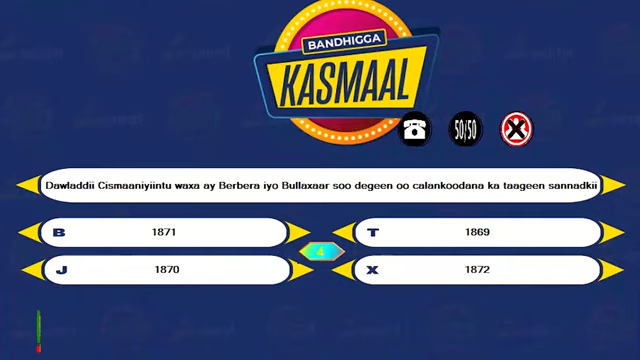 BANDHIGGA
KASMAAL
50/50
X
Dawladdii Cismaaniyiintu waxa ay Berbera iyo Bullaxaar soo degeen oo calankoodana ka taageen sannadkii
B 1871
T 1869
4
J 1870
X 1872